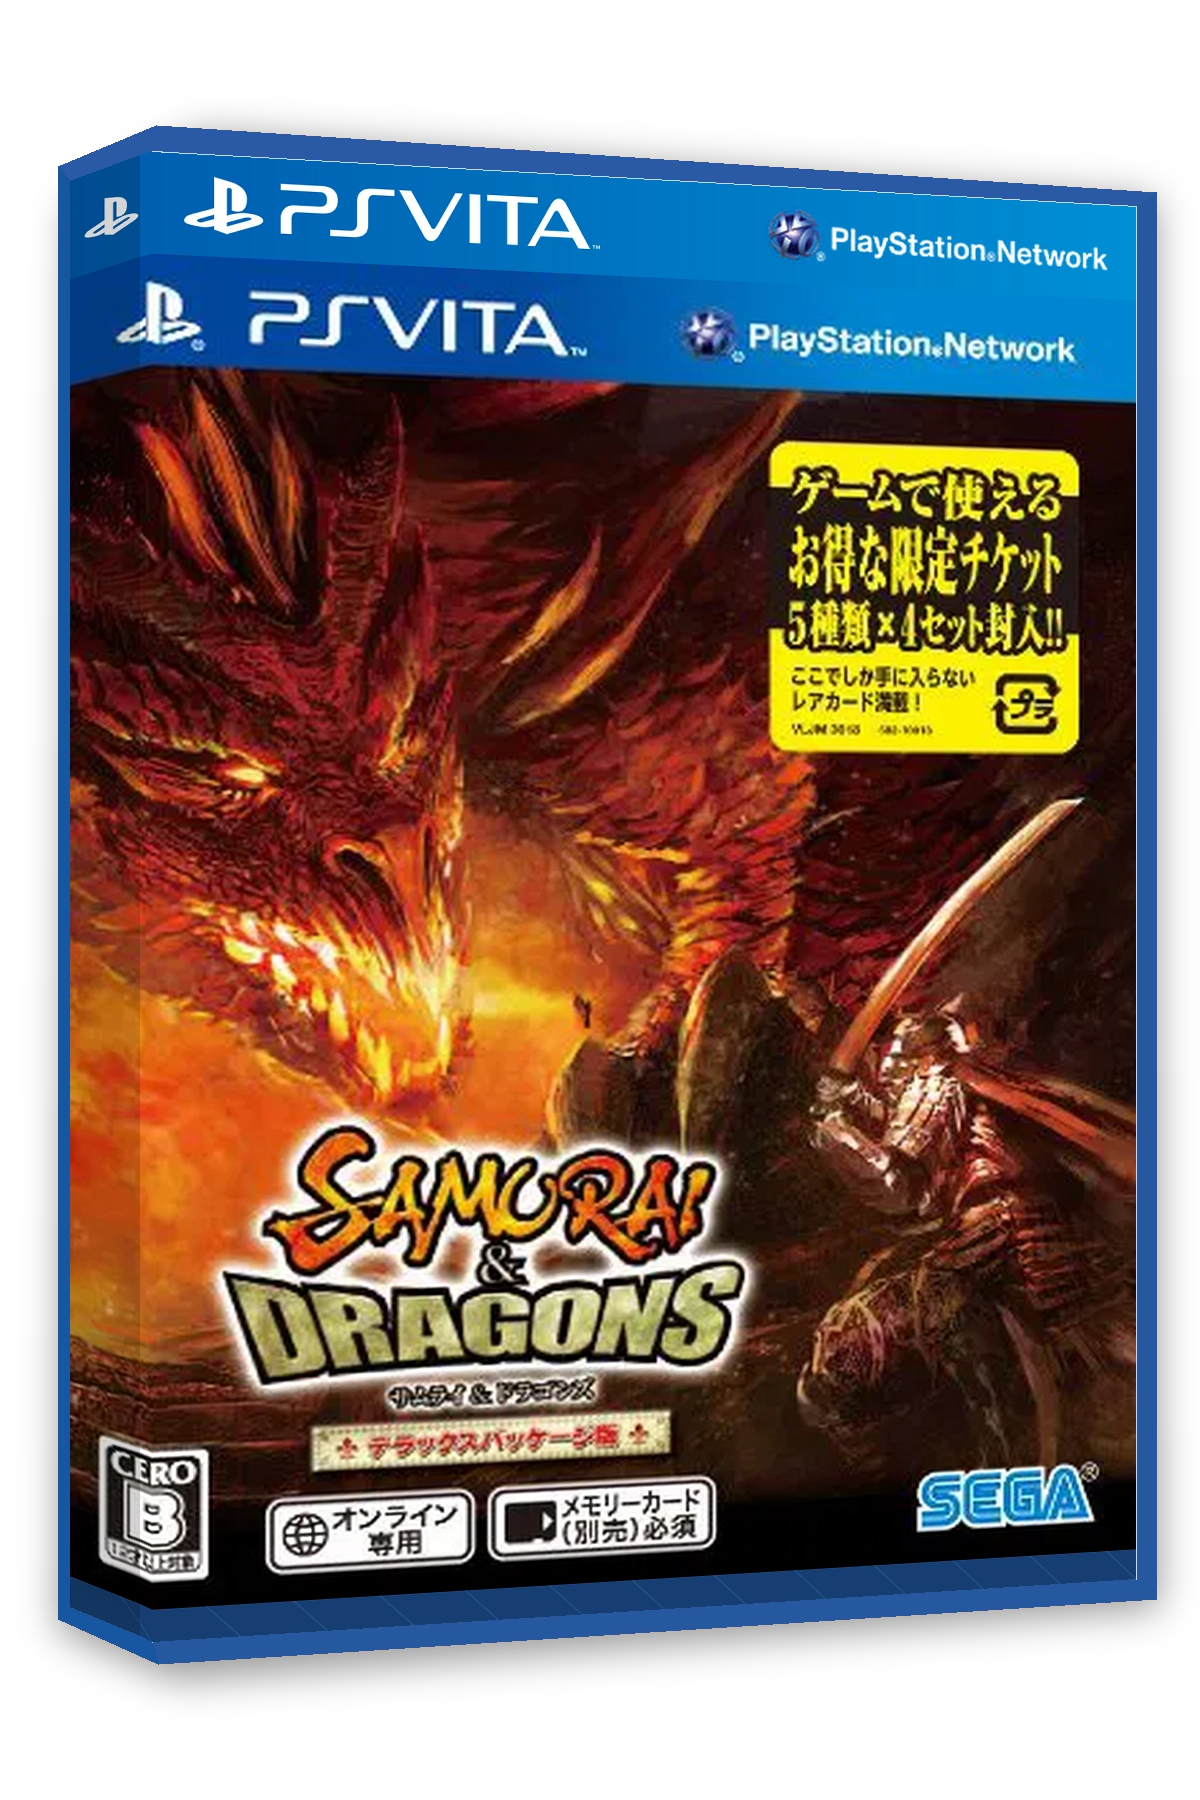 PSVITA™
PlayStation®Network
PSVITA™
PlayStation®Network
ゲームで使える
お得な限定チケット
5種類×4セット封入!!
ここでしか手に入らない
レアカード満載!
プラ
SAMURAI
&
DRAGONS
サムライ&ドラゴンズ
デラックスパッケージ版
CERO
B
オンライン
専用
メモリーカード
(別売)必須
SEGA®